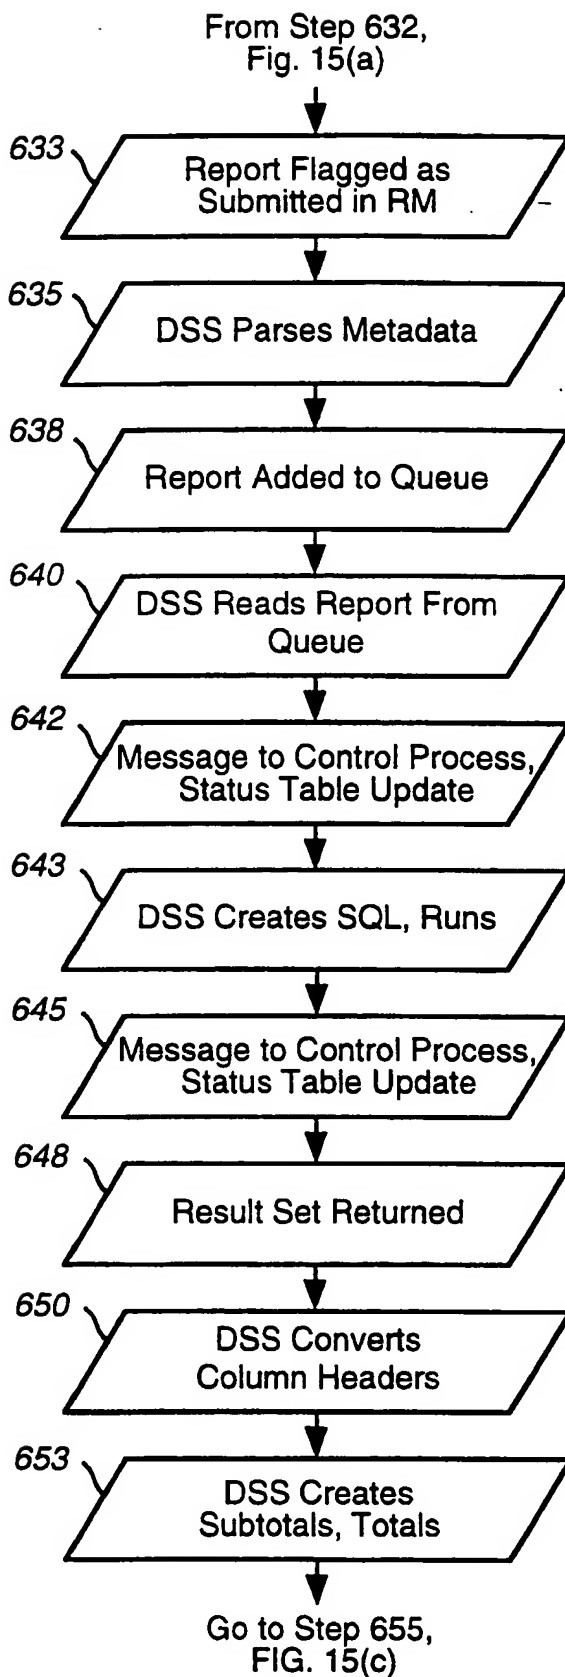 From Step 632,
Fig. 15(a)
633
Report Flagged as
Submitted in RM
635
DSS Parses Metadata
638
Report Added to Queue
640
DSS Reads Report From
Queue
642
Message to Control Process,
Status Table Update
643
DSS Creates SQL, Runs
645
Message to Control Process,
Status Table Update
648
Result Set Returned
650
DSS Converts
Column Headers
653
DSS Creates
Subtotals, Totals
Go to Step 655,
FIG. 15(c)